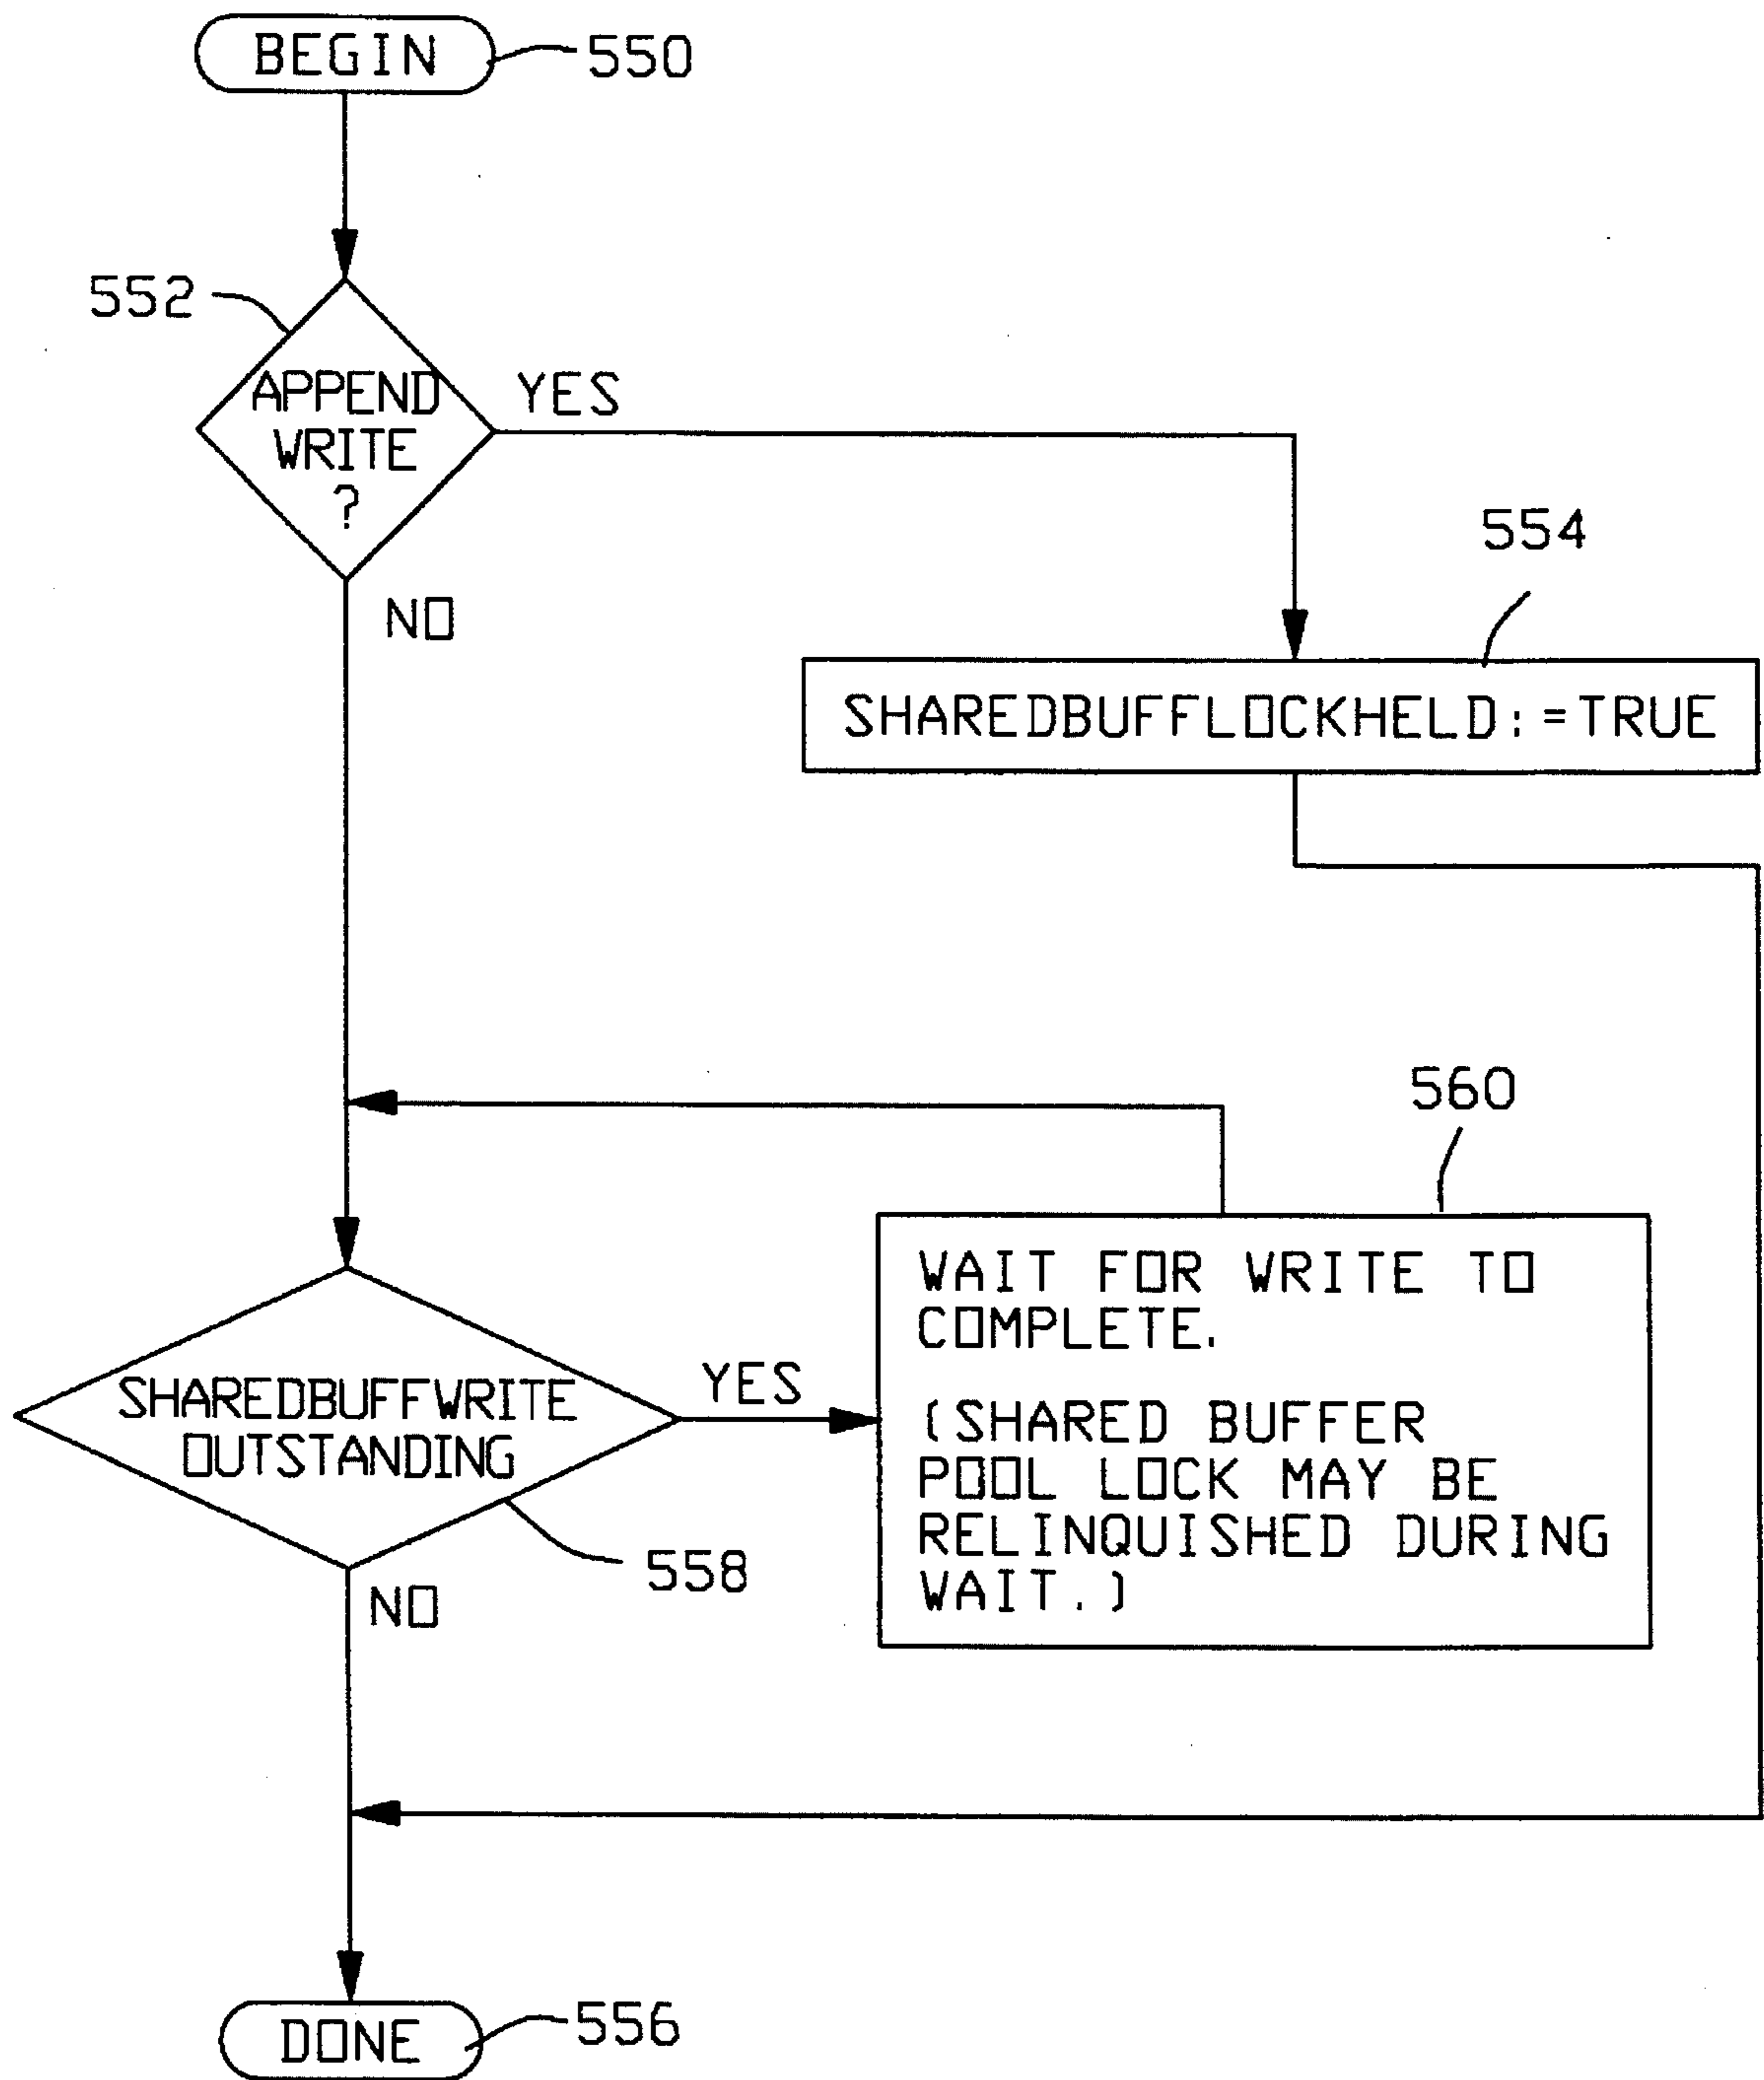 BEGIN
550
552
APPEND
WRITE
?
YES
NO
554
SHAREDBUFFLOCKHELD:=TRUE
560
WAIT FOR WRITE TO
COMPLETE.
(SHARED BUFFER
POOL LOCK MAY BE
RELINQUISHED DURING
WAIT.)
SHAREDBUFFWRITE
OUTSTANDING
YES
558
NO
DONE
556